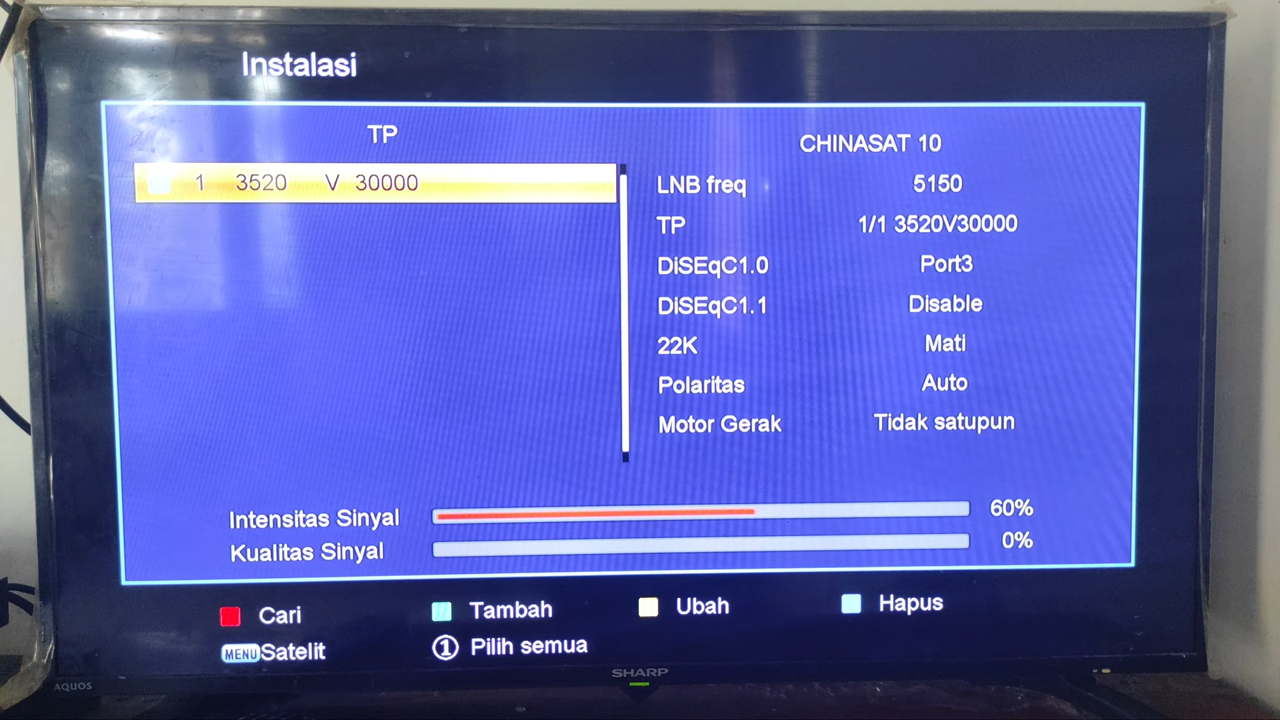 Instalasi
TP
1 3520 V 30000
CHINASAT 10
LNB freq 5150
TP 1/1 3520V30000
DiSEqC1.0 Port3
DiSEqC1.1 Disable
22K Mati
Polaritas Auto
Motor Gerak Tidak satupun
Intensitas Sinyal 60%
Kualitas Sinyal 0%
Cari Tambah Ubah Hapus
MENU Satelit 1 Pilih semua
SHARP
AQUOS